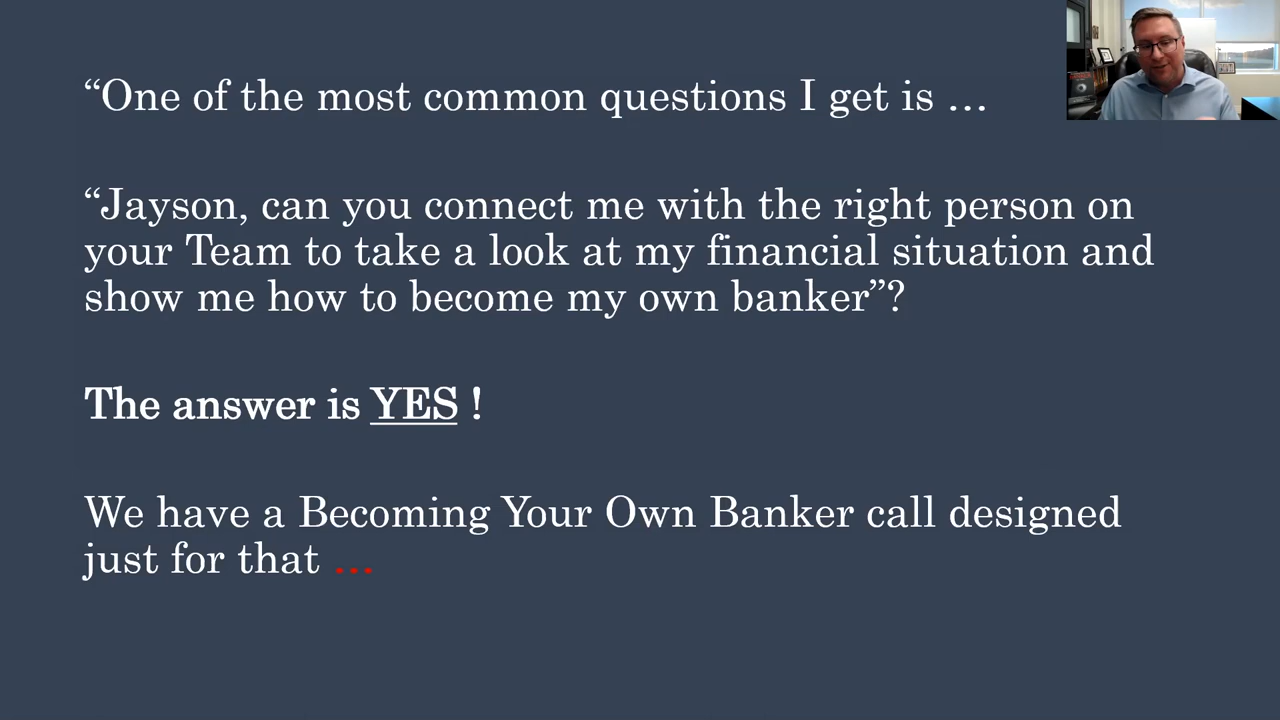 “One of the most common questions I get is …
“Jayson, can you connect me with the right person on
your Team to take a look at my financial situation and
show me how to become my own banker”?
The answer is YES !
We have a Becoming Your Own Banker call designed
just for that …